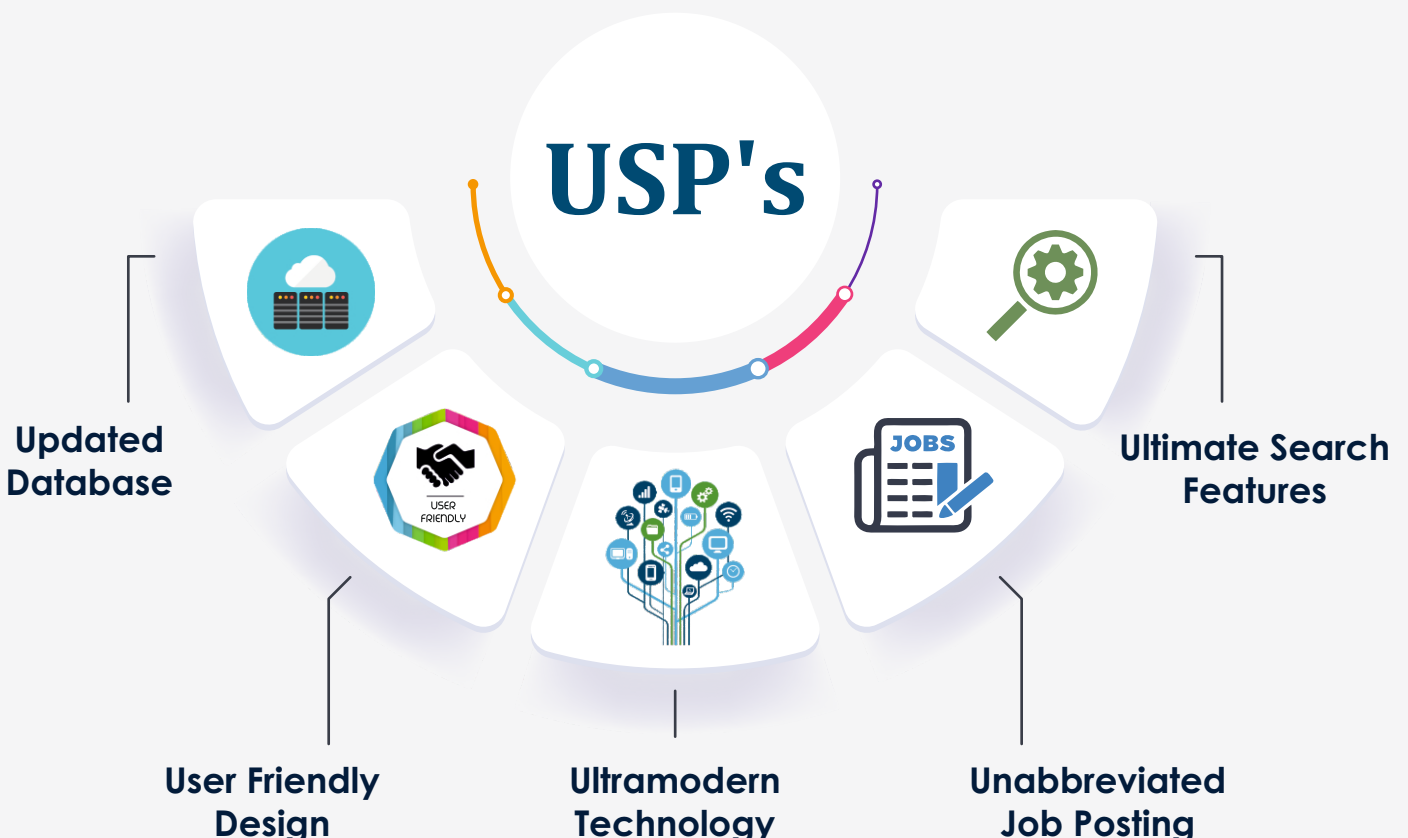 USP's
Updated
Database
USER
FRIENDLY
JOBS
Ultimate Search
Features
User Friendly
Design
Ultramodern
Technology
Unabbreviated
Job Posting